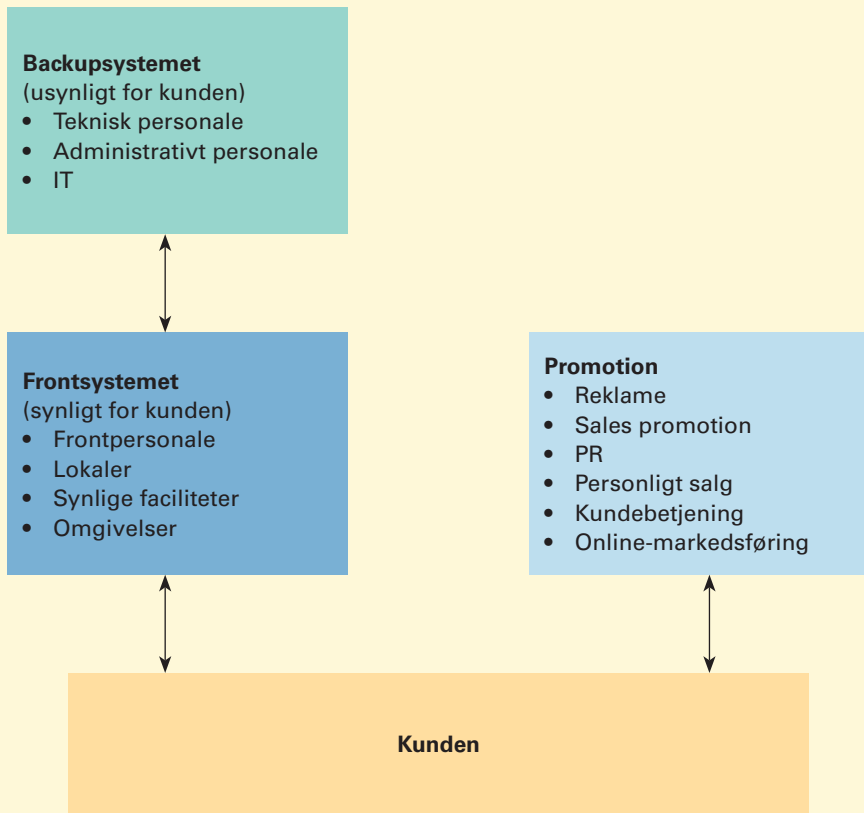 Backupsystemet
(usynligt for kunden)
• Teknisk personale
• Administrativt personale
• IT
Frontsystemet
(synligt for kunden)
• Frontpersonale
• Lokaler
• Synlige faciliteter
• Omgivelser
Promotion
• Reklame
• Sales promotion
• PR
• Personligt salg
• Kundebetjening
• Online-markedsføring
Kunden